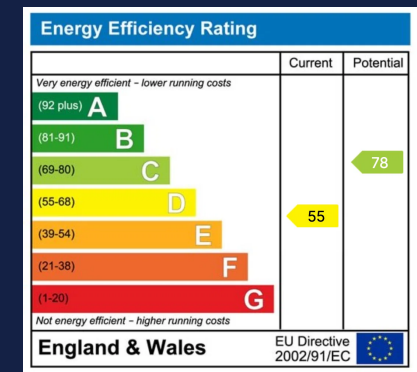 Energy Efficiency Rating
Current Potential
Very energy efficient – lower running costs
(92 plus) A
(81-91) B
(69-80) C
78
(55-68) D
55
(39-54) E
(21-38) F
(1-20) G
Not energy efficient – higher running costs
England & Wales
EU Directive
2002/91/EC